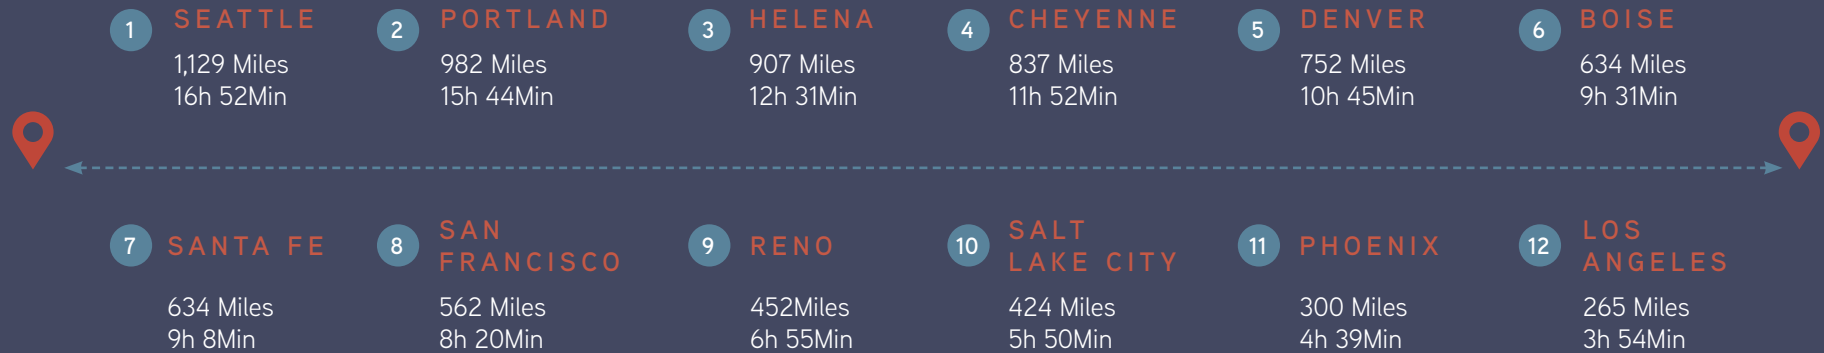 1 SEATTLE
1,129 Miles
16h 52Min
2 PORTLAND
982 Miles
15h 44Min
3 HELENA
907 Miles
12h 31Min
4 CHEYENNE
837 Miles
11h 52Min
5 DENVER
752 Miles
10h 45Min
6 BOISE
634 Miles
9h 31Min
7 SANTA FE
634 Miles
9h 8Min
8 SAN
FRANCISCO
562 Miles
8h 20Min
9 RENO
452Miles
6h 55Min
10 SALT
LAKE CITY
424 Miles
5h 50Min
11 PHOENIX
300 Miles
4h 39Min
12 LOS
ANGELES
265 Miles
3h 54Min